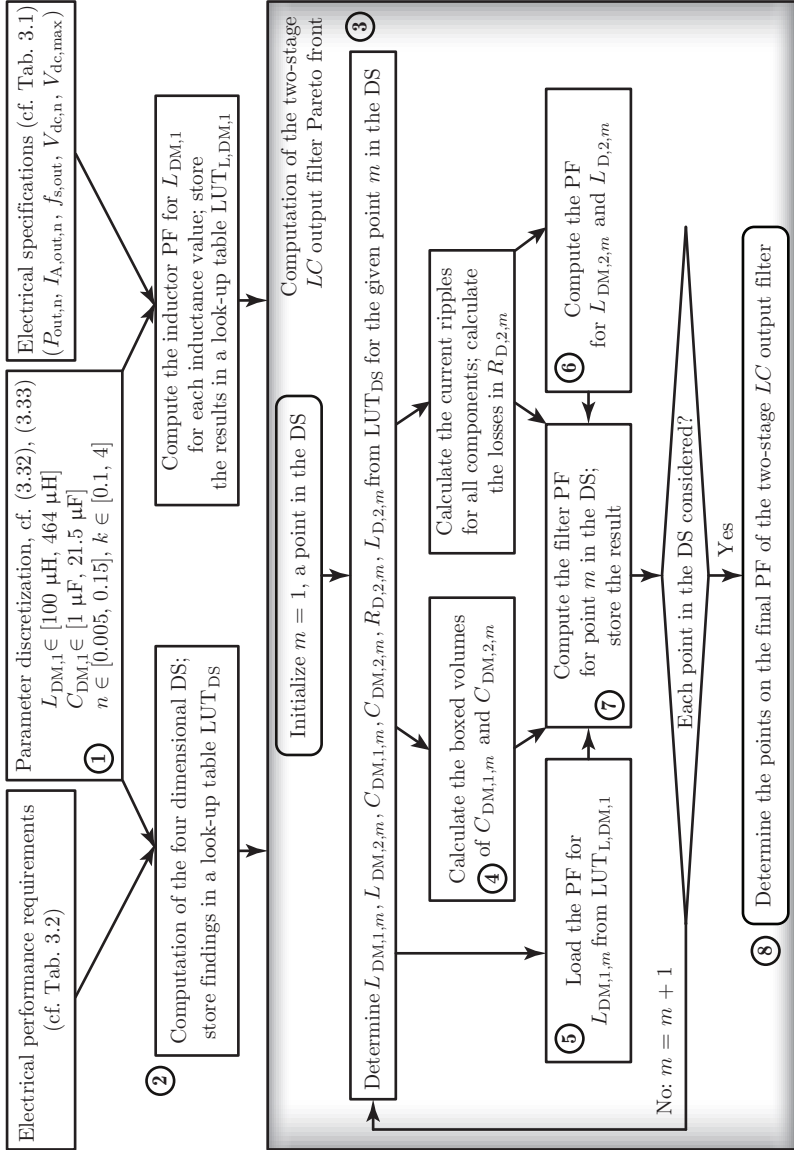 Electrical performance requirements
(cf. Tab. 3.2)
Parameter discretization, cf. (3.32), (3.33)
L_DM,1 ∈ [100 μH, 464 μH]
C_DM,1 ∈ [1 μF, 21.5 μF]
n ∈ [0.005, 0.15], k ∈ [0.1, 4]
1
Electrical specifications (cf. Tab. 3.1)
(P_out,n, I_A,out,n, f_s,out, V_dc,n, V_dc,max)
2
Computation of the four dimensional DS;
store findings in a look-up table LUT_DS
Compute the inductor PF for L_DM,1
for each inductance value; store
the results in a look-up table LUT_L,DM,1
Computation of the two-stage
LC output filter Pareto front
Initialize m = 1, a point in the DS
3
Determine L_DM,1,m, L_DM,2,m, C_DM,1,m, C_DM,2,m, R_D,2,m, L_D,2,m from LUT_DS for the given point m in the DS
Calculate the boxed volumes
of C_DM,1,m and C_DM,2,m
4
Calculate the current ripples
for all components; calculate
the losses in R_D,2,m
5
Load the PF for
L_DM,1,m from LUT_L,DM,1
Compute the filter PF
for point m in the DS;
store the result
7
6
Compute the PF
for L_DM,2,m and L_D,2,m
No: m = m + 1
Each point in the DS considered?
Yes
8
Determine the points on the final PF of the two-stage LC output filter